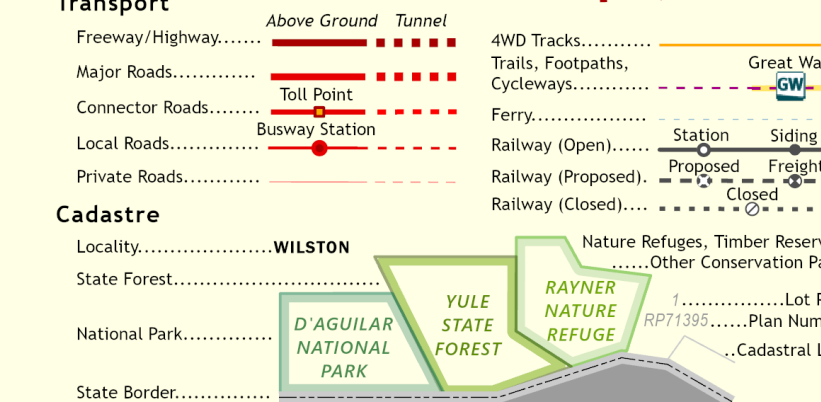 Transport
Above Ground Tunnel
Freeway/Highway.......
Major Roads............
Toll Point
Connector Roads........
Busway Station
Local Roads.............
Private Roads...........
4WD Tracks..........
Trails, Footpaths,
Great Wa
Cycleways...........
GW
Ferry.................
Station Siding
Railway (Open)......
Proposed Freight
Railway (Proposed).
Closed
Railway (Closed)....
Cadastre
Locality....................WILSTON
State Forest..............................
National Park.............
State Border..............
D'AGUILAR
NATIONAL
PARK
YULE
STATE
FOREST
RAYNER
NATURE
REFUGE
Nature Refuges, Timber Reserv
......Other Conservation Pa
1...............Lot P
RP71395......Plan Num
..Cadastral L